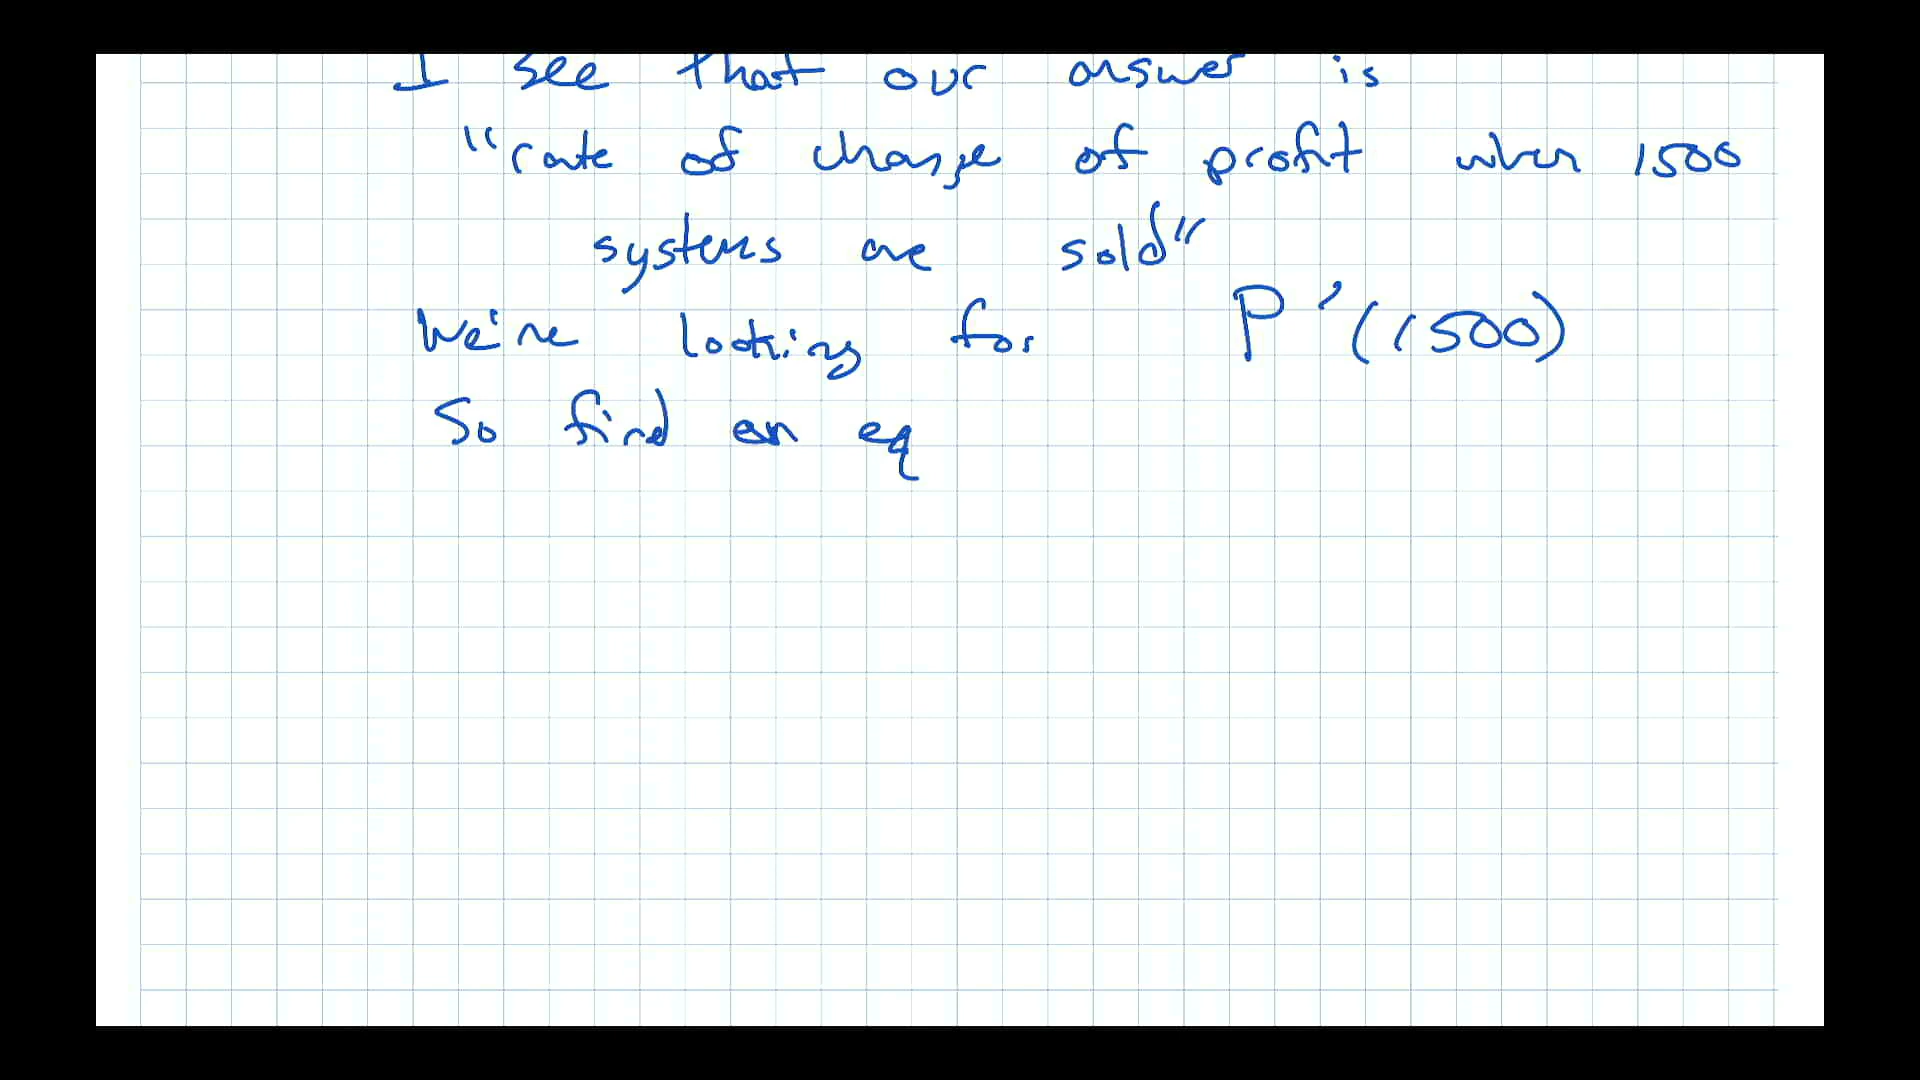 I see that our answer is
"rate of change of profit when 1500
systems are sold"
We're looking for P'(1500)
So find an eq